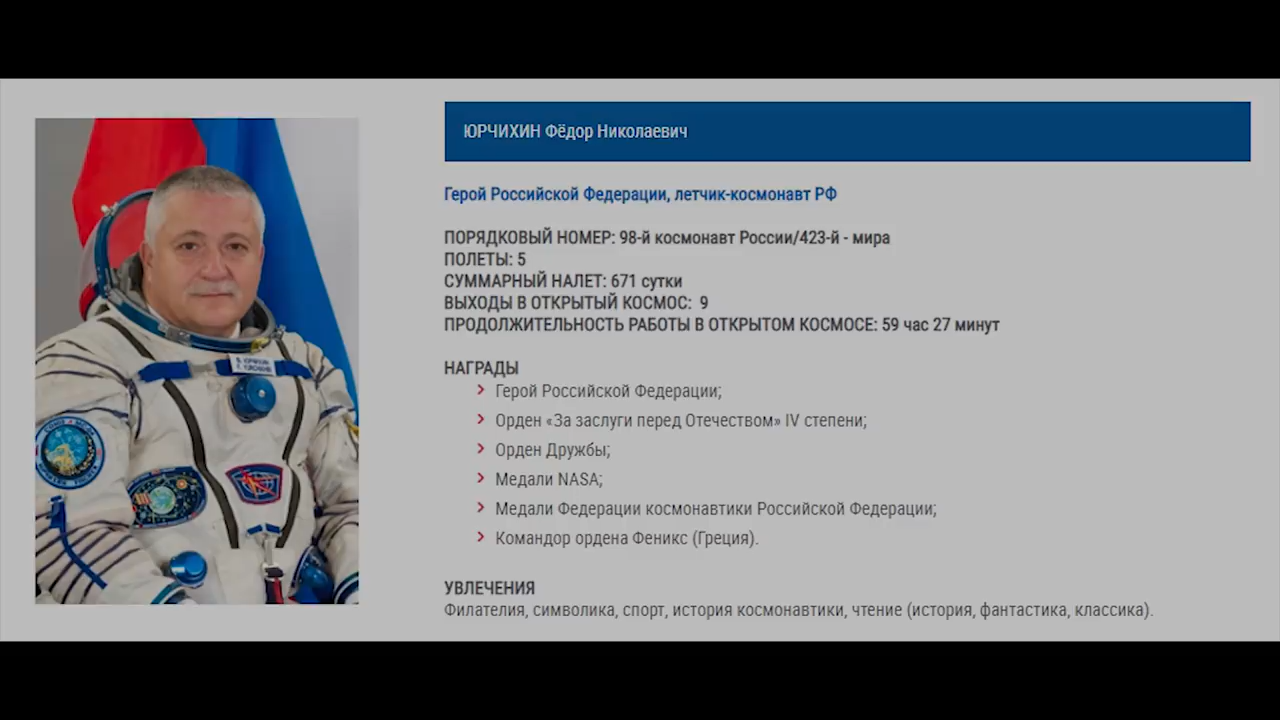 ЮРЧИХИН Фёдор Николаевич
Герой Российской Федерации, летчик-космонавт РФ
ПОРЯДКОВЫЙ НОМЕР: 98-й космонавт России/423-й - мира
ПОЛЕТЫ: 5
СУММАРНЫЙ НАЛЕТ: 671 сутки
ВЫХОДЫ В ОТКРЫТЫЙ КОСМОС: 9
ПРОДОЛЖИТЕЛЬНОСТЬ РАБОТЫ В ОТКРЫТОМ КОСМОСЕ: 59 час 27 минут
НАГРАДЫ
Герой Российской Федерации;
Орден «За заслуги перед Отечеством» IV степени;
Орден Дружбы;
Медали NASA;
Медали Федерации космонавтики Российской Федерации;
Командор ордена Феникс (Греция).
УВЛЕЧЕНИЯ
Филателия, символика, спорт, история космонавтики, чтение (история, фантастика, классика).